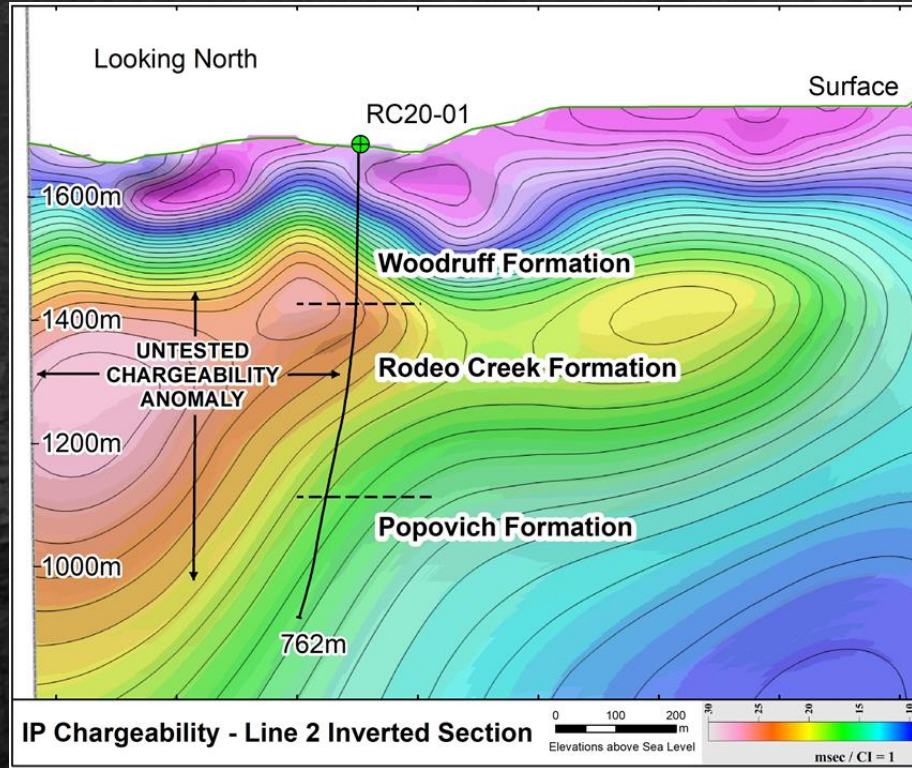 Looking North
Surface
RC20-01
1600m
Woodruff Formation
1400m
UNTESTED
CHARGEABILITY
ANOMALY
Rodeo Creek Formation
1200m
Popovich Formation
1000m
762m
IP Chargeability - Line 2 Inverted Section
0 100 200
m
Elevations above Sea Level
30 25 20 15 10
msec / CI = 1